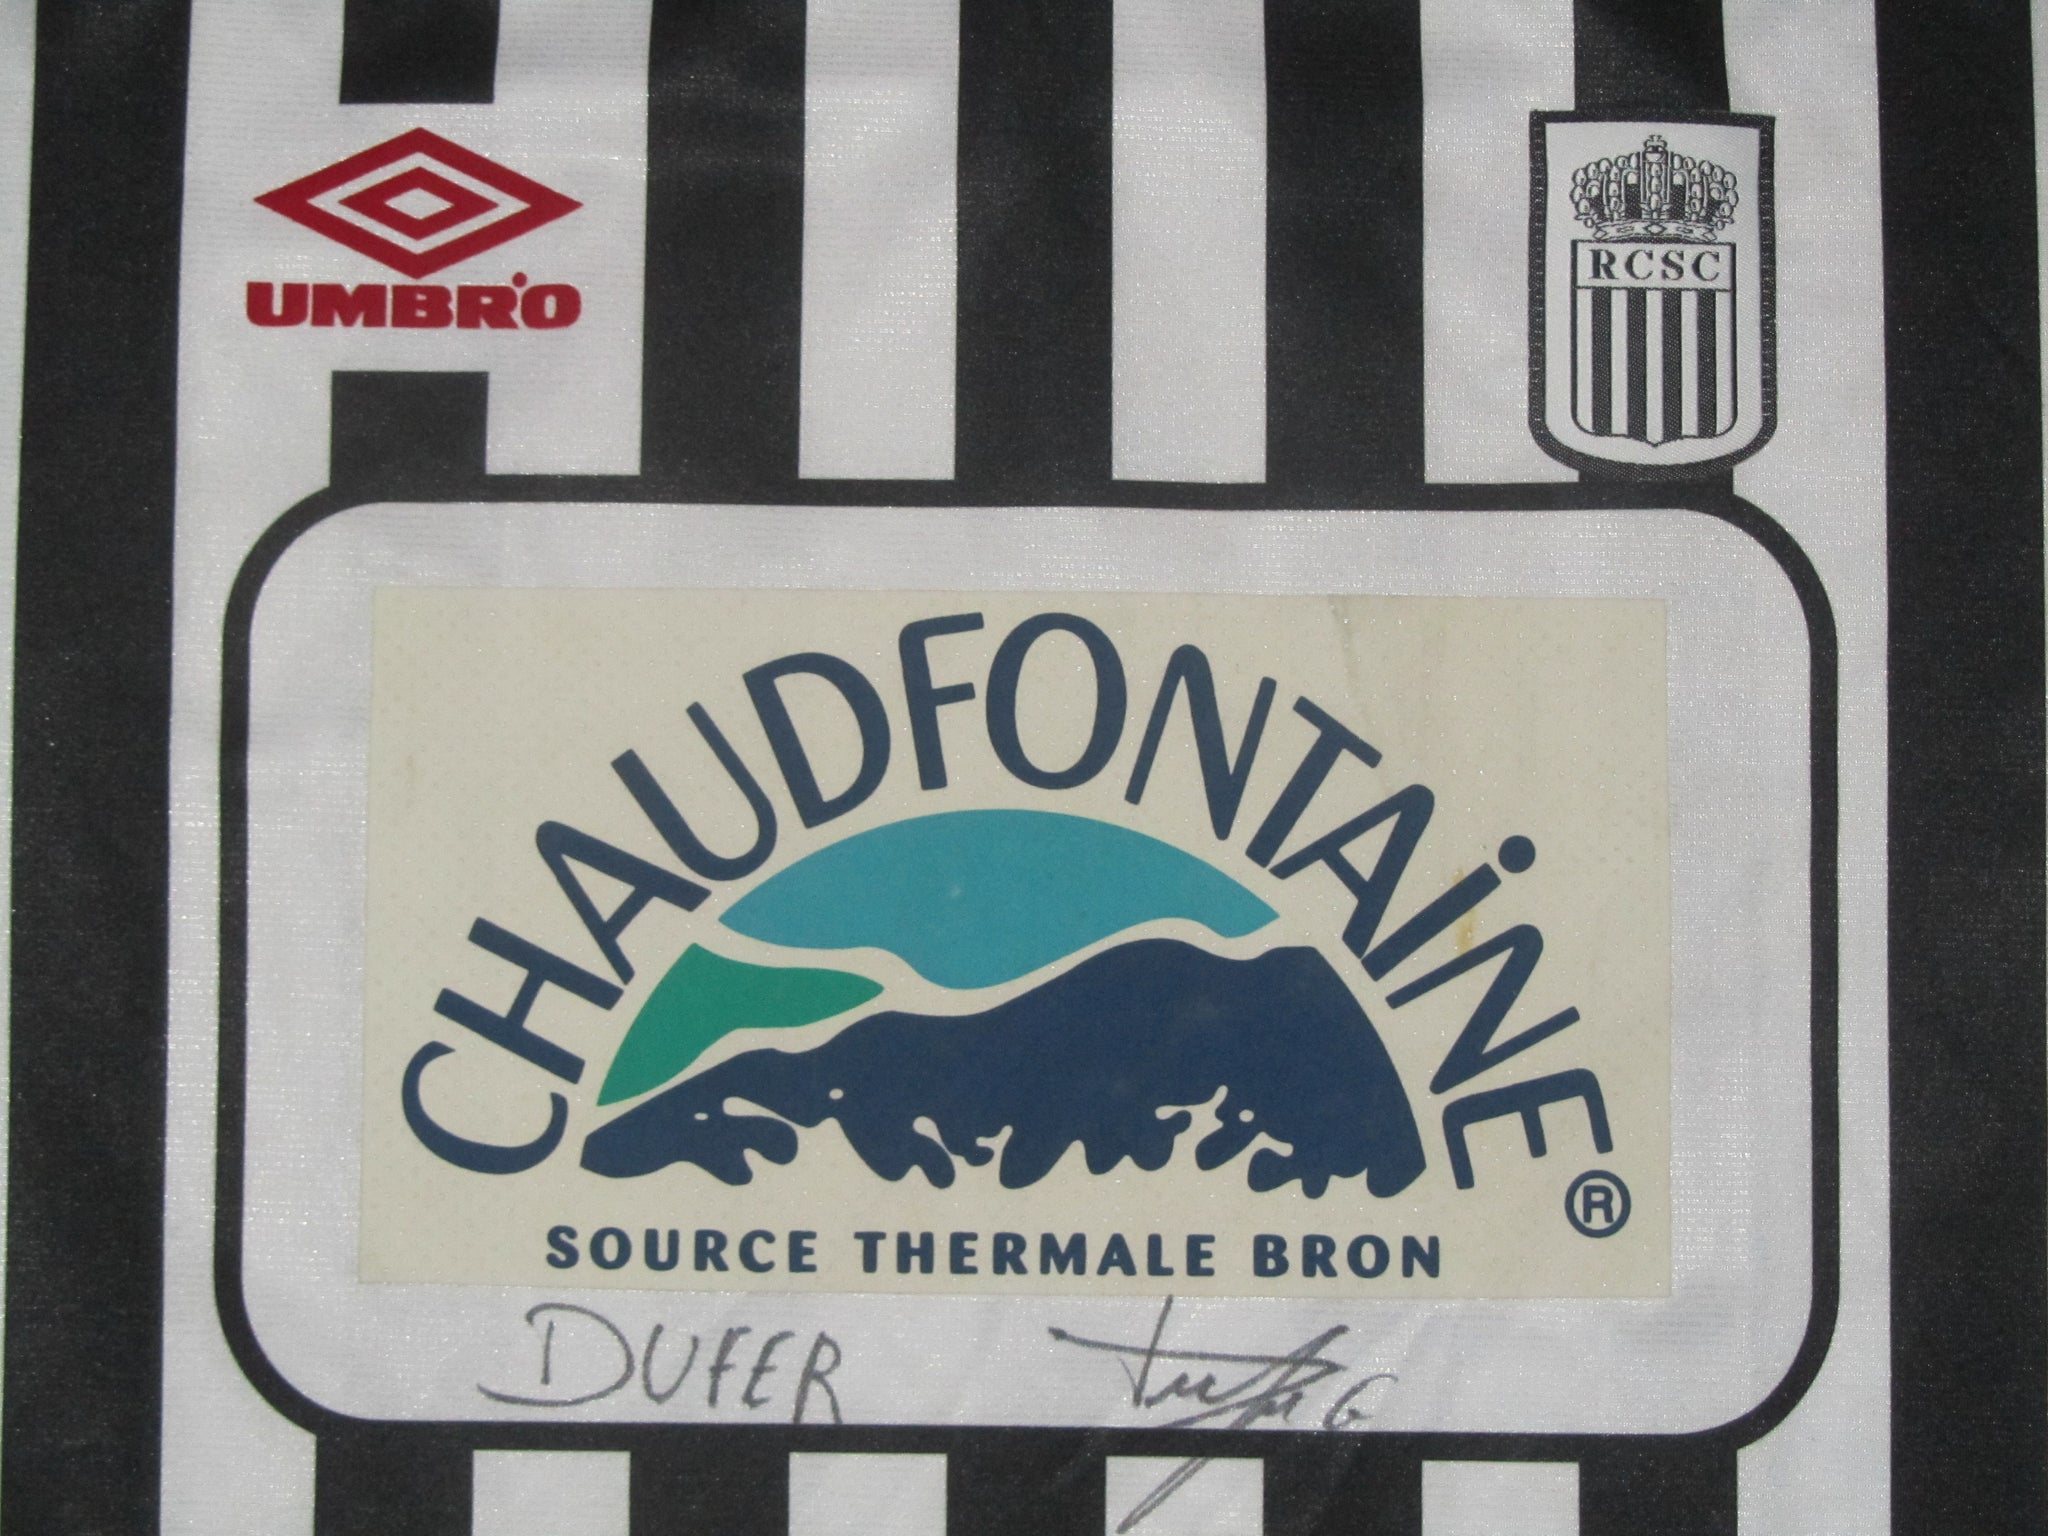 UMBRO
RCSC
CHAUDFONTAINE®
SOURCE THERMALE BRON
DUFER